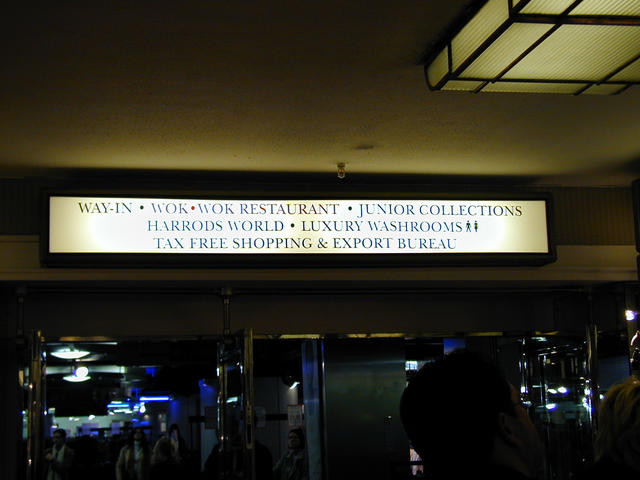 WAY-IN • WOK•WOK RESTAURANT • JUNIOR COLLECTIONS
HARRODS WORLD • LUXURY WASHROOMS
TAX FREE SHOPPING & EXPORT BUREAU